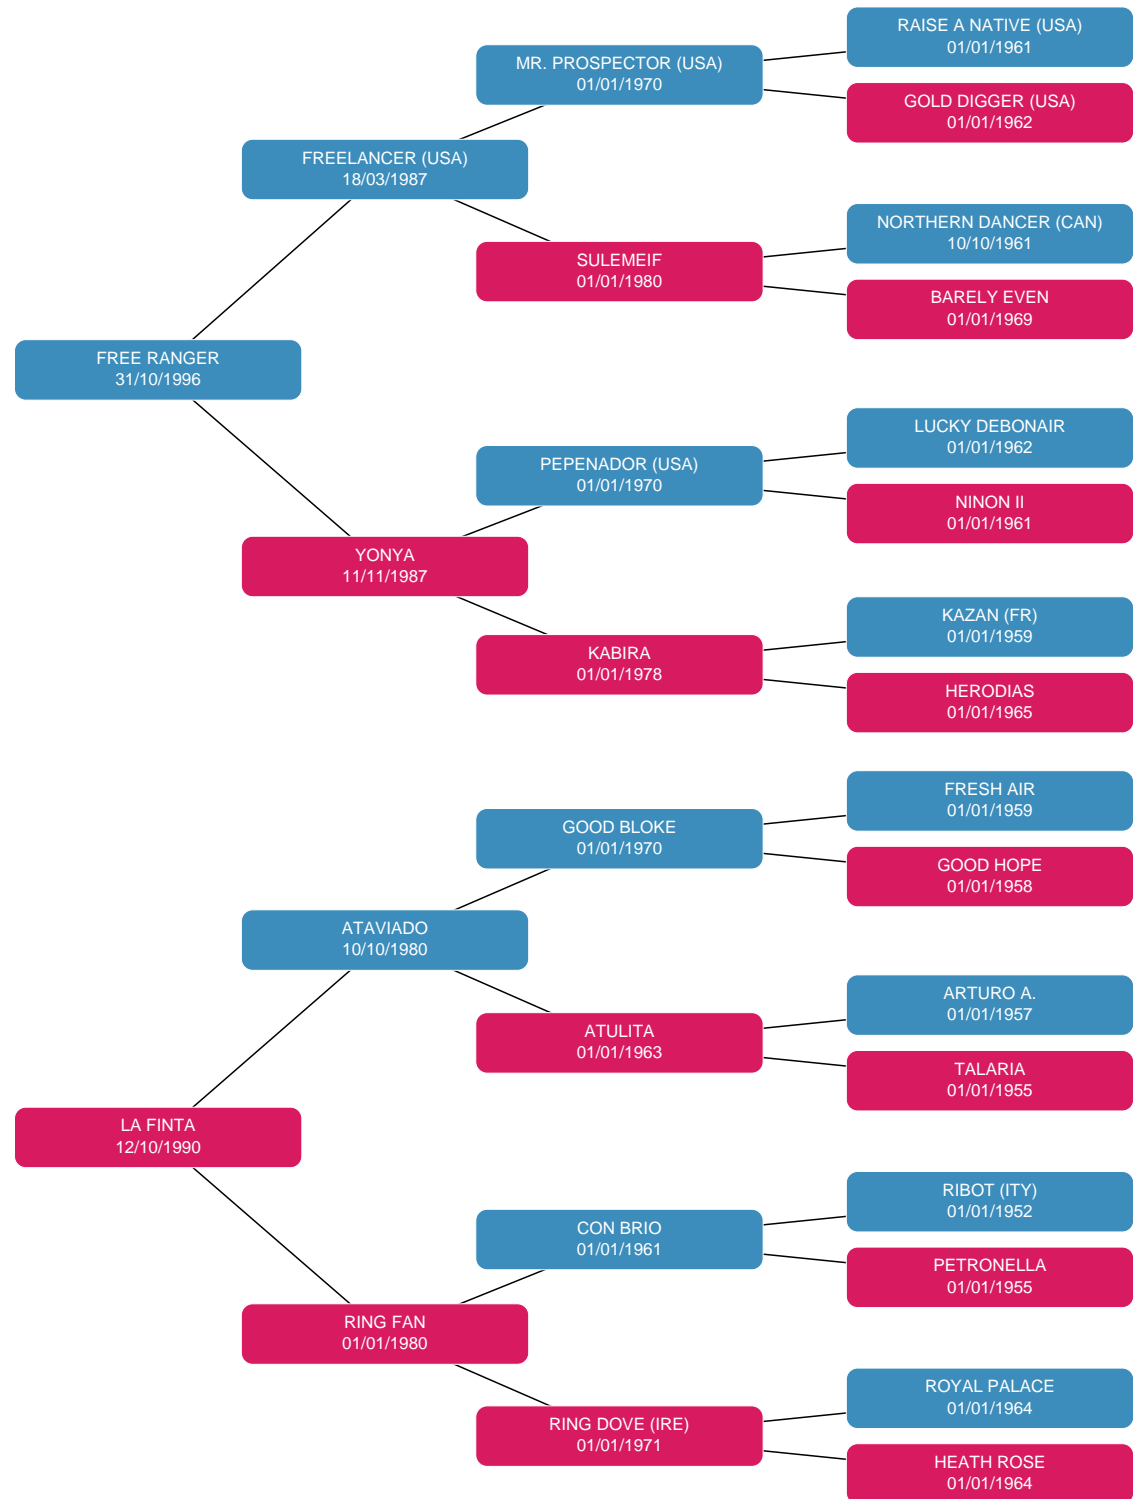 RAISE A NATIVE (USA)
01/01/1961
MR. PROSPECTOR (USA)
01/01/1970
GOLD DIGGER (USA)
01/01/1962
FREELANCER (USA)
18/03/1987
NORTHERN DANCER (CAN)
10/10/1961
SULEMEIF
01/01/1980
BARELY EVEN
01/01/1969
FREE RANGER
31/10/1996
LUCKY DEBONAIR
01/01/1962
PEPENADOR (USA)
01/01/1970
NINON II
01/01/1961
YONYA
11/11/1987
KAZAN (FR)
01/01/1959
KABIRA
01/01/1978
HERODIAS
01/01/1965
FRESH AIR
01/01/1959
GOOD BLOKE
01/01/1970
GOOD HOPE
01/01/1958
ATAVIADO
10/10/1980
ARTURO A.
01/01/1957
ATULITA
01/01/1963
TALARIA
01/01/1955
LA FINTA
12/10/1990
RIBOT (ITY)
01/01/1952
CON BRIO
01/01/1961
PETRONELLA
01/01/1955
RING FAN
01/01/1980
ROYAL PALACE
01/01/1964
RING DOVE (IRE)
01/01/1971
HEATH ROSE
01/01/1964